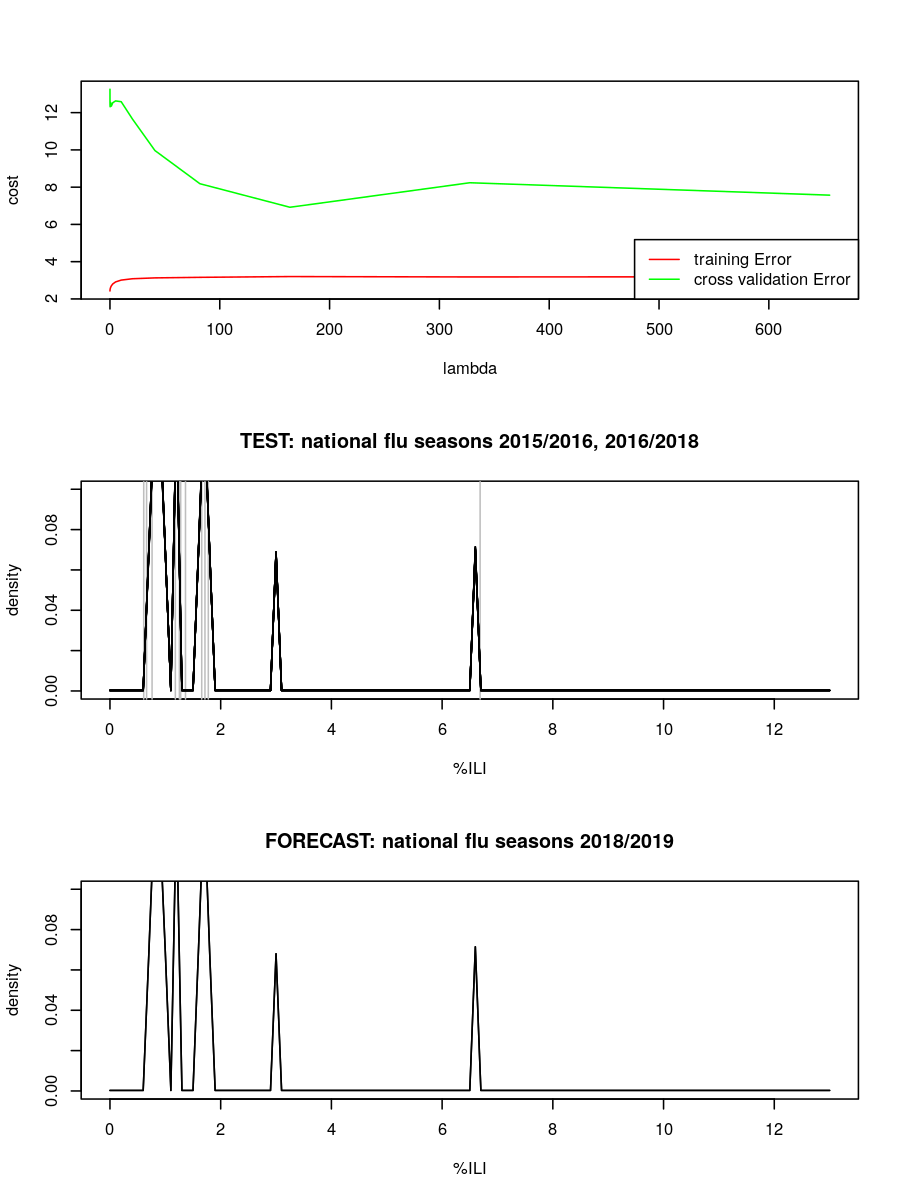 12
10
8
6
4
2
cost
training Error
cross validation Error
0 100 200 300 400 500 600
lambda
TEST: national flu seasons 2015/2016, 2016/2018
0.08
0.04
0.00
density
0 2 4 6 8 10 12
%ILI
FORECAST: national flu seasons 2018/2019
0.08
0.04
0.00
density
0 2 4 6 8 10 12
%ILI